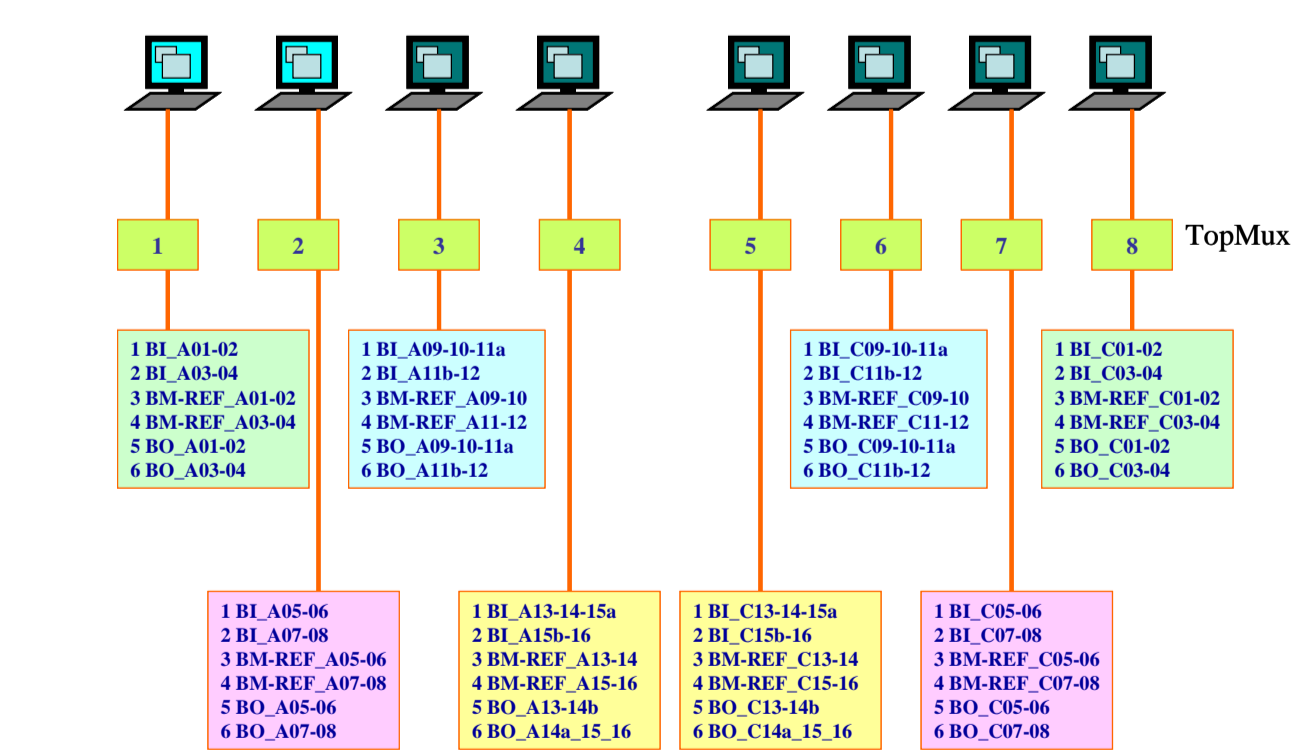 1
2
3
4
5
6
7
8
TopMux
1 BI_A01-02
2 BI_A03-04
3 BM-REF_A01-02
4 BM-REF_A03-04
5 BO_A01-02
6 BO_A03-04
1 BI_A09-10-11a
2 BI_A11b-12
3 BM-REF_A09-10
4 BM-REF_A11-12
5 BO_A09-10-11a
6 BO_A11b-12
1 BI_C09-10-11a
2 BI_C11b-12
3 BM-REF_C09-10
4 BM-REF_C11-12
5 BO_C09-10-11a
6 BO_C11b-12
1 BI_C01-02
2 BI_C03-04
3 BM-REF_C01-02
4 BM-REF_C03-04
5 BO_C01-02
6 BO_C03-04
1 BI_A05-06
2 BI_A07-08
3 BM-REF_A05-06
4 BM-REF_A07-08
5 BO_A05-06
6 BO_A07-08
1 BI_A13-14-15a
2 BI_A15b-16
3 BM-REF_A13-14
4 BM-REF_A15-16
5 BO_A13-14b
6 BO_A14a_15_16
1 BI_C13-14-15a
2 BI_C15b-16
3 BM-REF_C13-14
4 BM-REF_C15-16
5 BO_C13-14b
6 BO_C14a_15_16
1 BI_C05-06
2 BI_C07-08
3 BM-REF_C05-06
4 BM-REF_C07-08
5 BO_C05-06
6 BO_C07-08